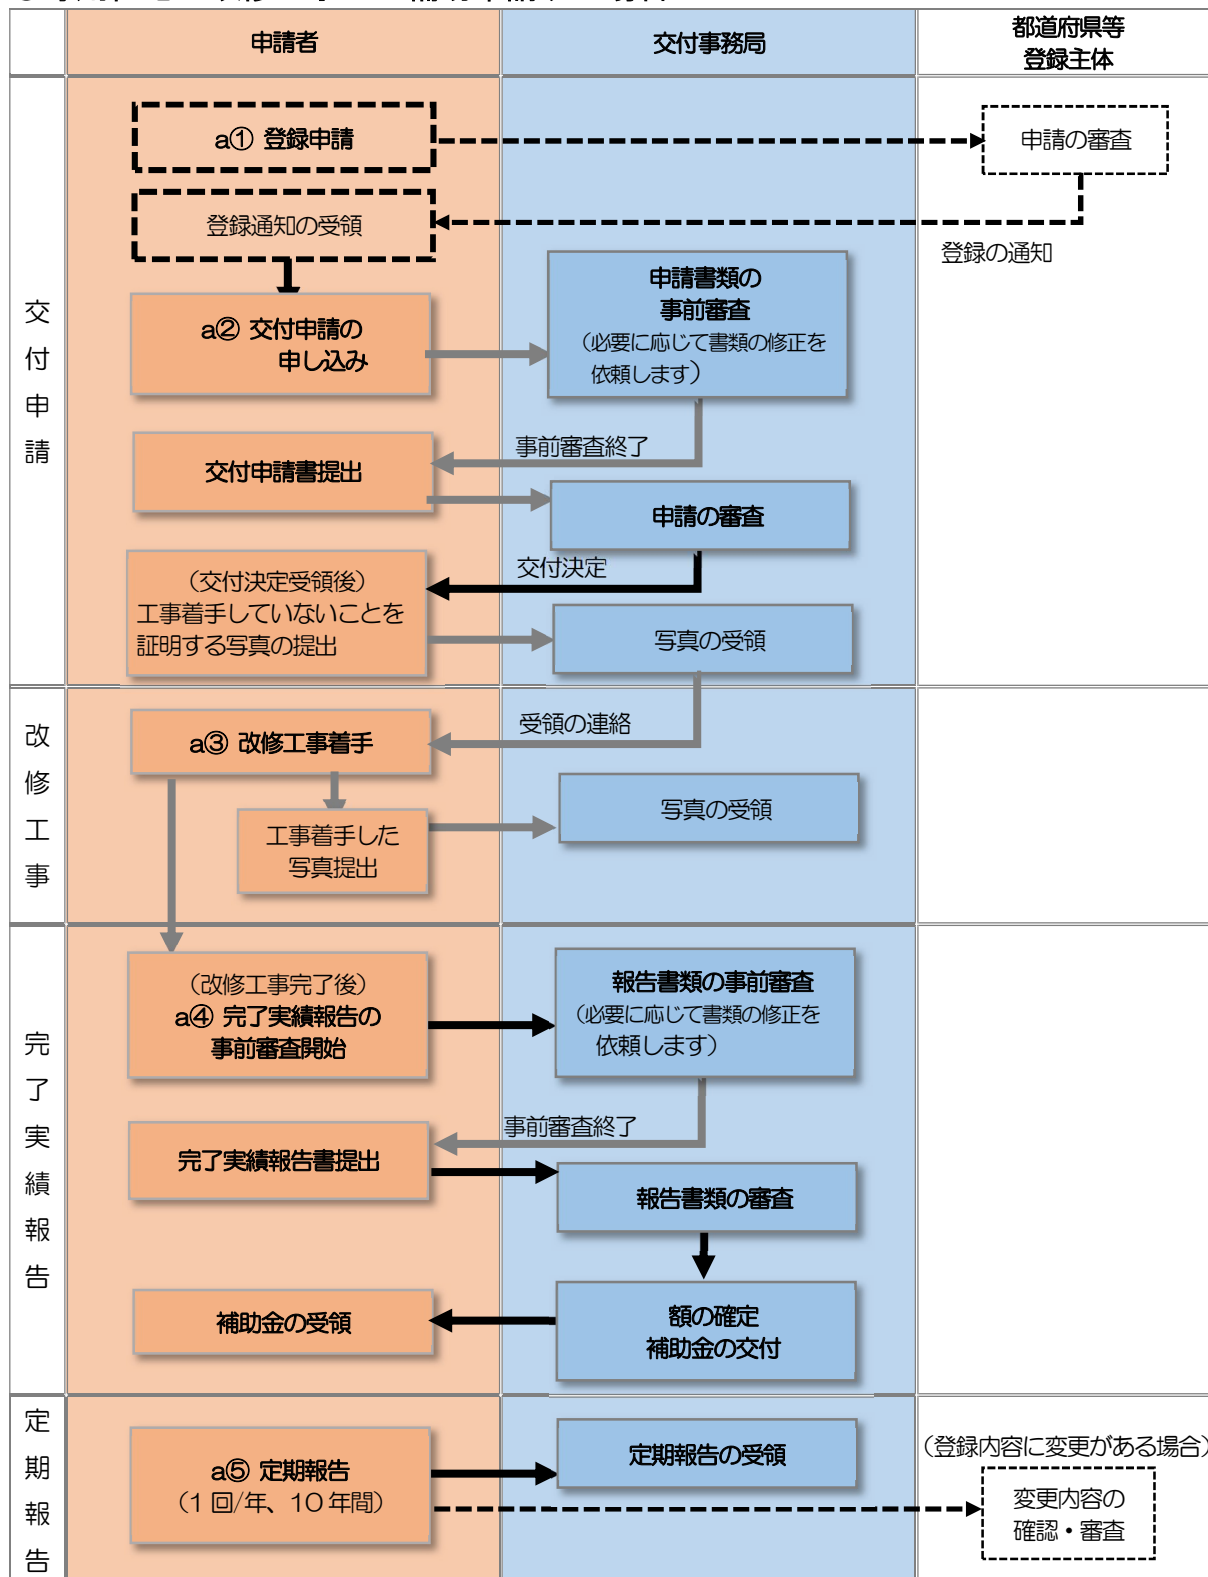 申請者
交付事務局
都道府県等
登録主体
交付申請
a① 登録申請
申請の審査
登録通知の受領
登録の通知
a② 交付申請の
申し込み
申請書類の
事前審査
（必要に応じて書類の修正を
依頼します）
事前審査終了
交付申請書提出
申請の審査
交付決定
（交付決定受領後）
工事着手していないことを
証明する写真の提出
写真の受領
改修工事
受領の連絡
a③ 改修工事着手
工事着手した
写真提出
写真の受領
完了実績報告
（改修工事完了後）
a④ 完了実績報告の
事前審査開始
報告書類の事前審査
（必要に応じて書類の修正を
依頼します）
事前審査終了
完了実績報告書提出
報告書類の審査
補助金の受領
額の確定
補助金の交付
定期報告
a⑤ 定期報告
（1 回/年、10 年間）
定期報告の受領
（登録内容に変更がある場合）
変更内容の
確認・審査